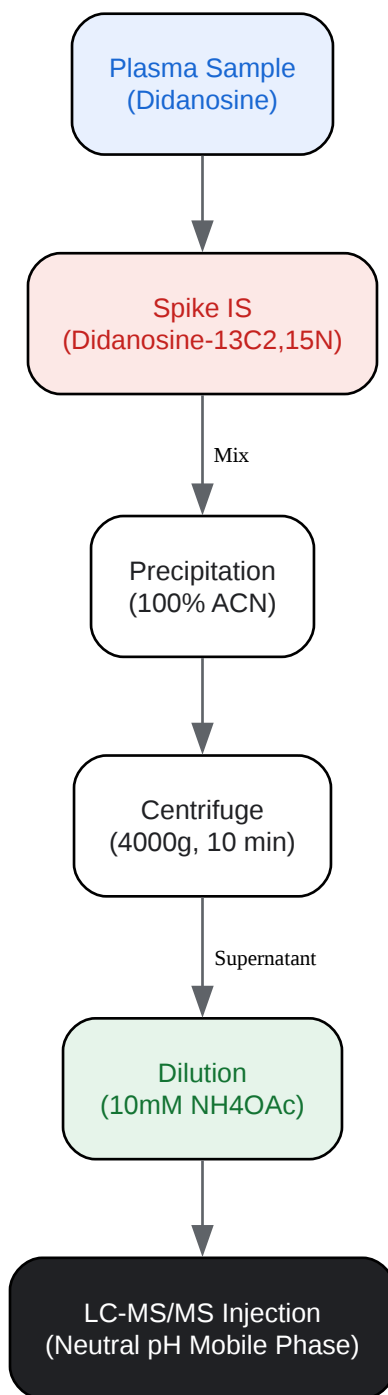 Plasma Sample
(Didanosine)
Spike IS
(Didanosine-13C2,15N)
Mix
Precipitation
(100% ACN)
Centrifuge
(4000g, 10 min)
Supernatant
Dilution
(10mM NH4OAc)
LC-MS/MS Injection
(Neutral pH Mobile Phase)